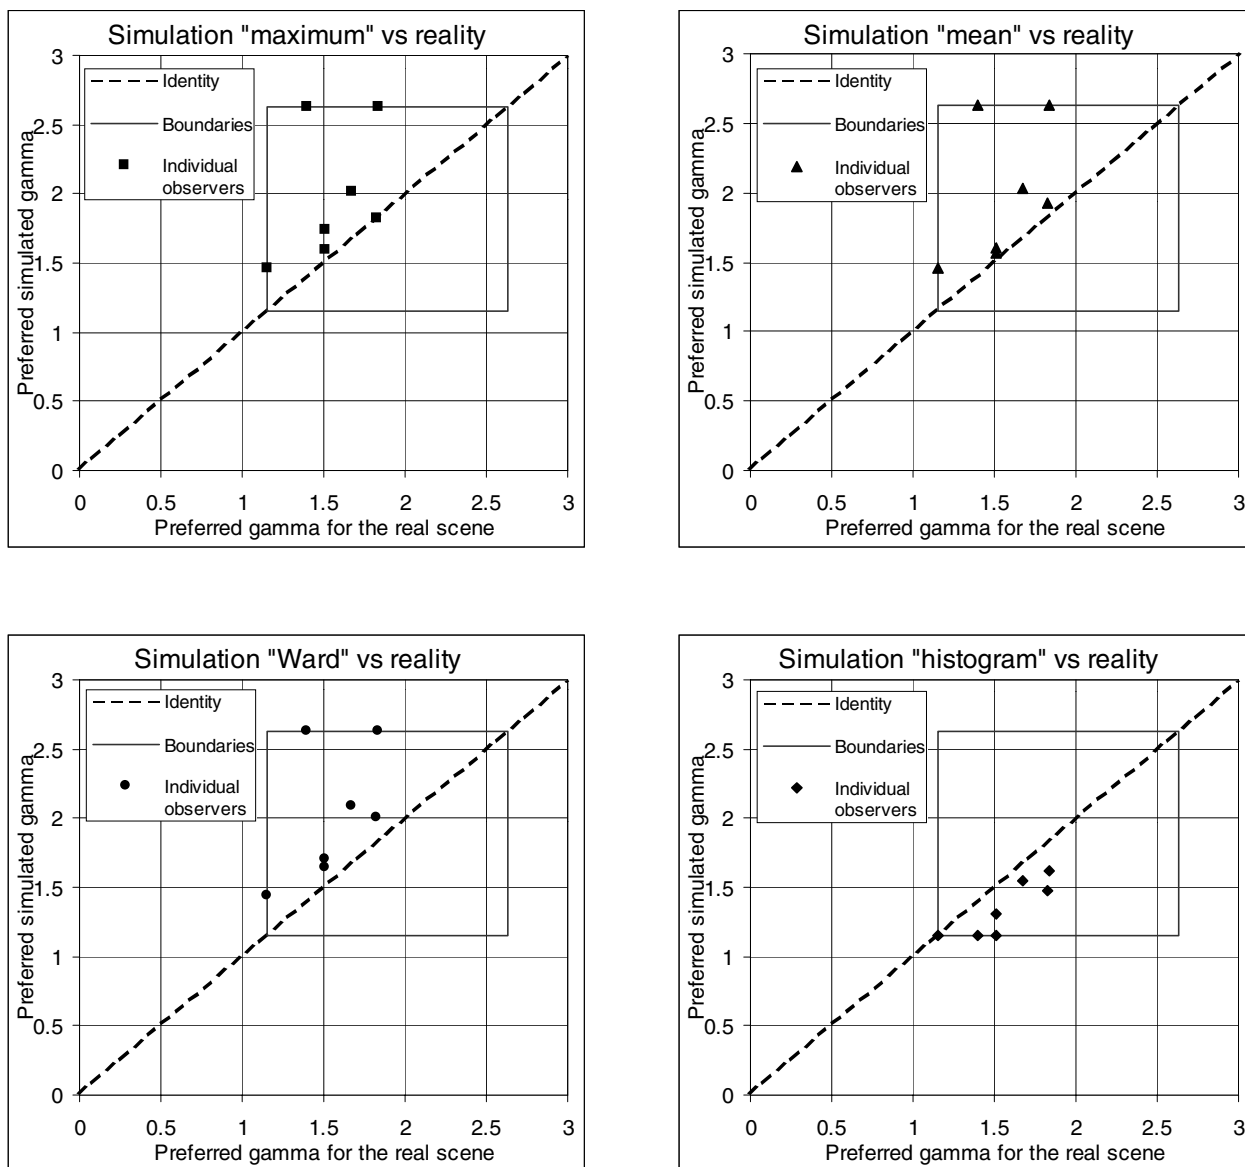 Simulation "maximum" vs reality
3
2.5
2
1.5
1
0.5
0
Preferred simulated gamma
Identity
Boundaries
Individual
observers
0 0.5 1 1.5 2 2.5 3
Preferred gamma for the real scene
Simulation "mean" vs reality
3
2.5
2
1.5
1
0.5
0
Preferred simulated gamma
Identity
Boundaries
Individual
observers
0 0.5 1 1.5 2 2.5 3
Preferred gamma for the real scene
Simulation "Ward" vs reality
3
2.5
2
1.5
1
0.5
0
Preferred simulated gamma
Identity
Boundaries
Individual
observers
0 0.5 1 1.5 2 2.5 3
Preferred gamma for the real scene
Simulation "histogram" vs reality
3
2.5
2
1.5
1
0.5
0
Preferred simulated gamma
Identity
Boundaries
Individual
observers
0 0.5 1 1.5 2 2.5 3
Preferred gamma for the real scene